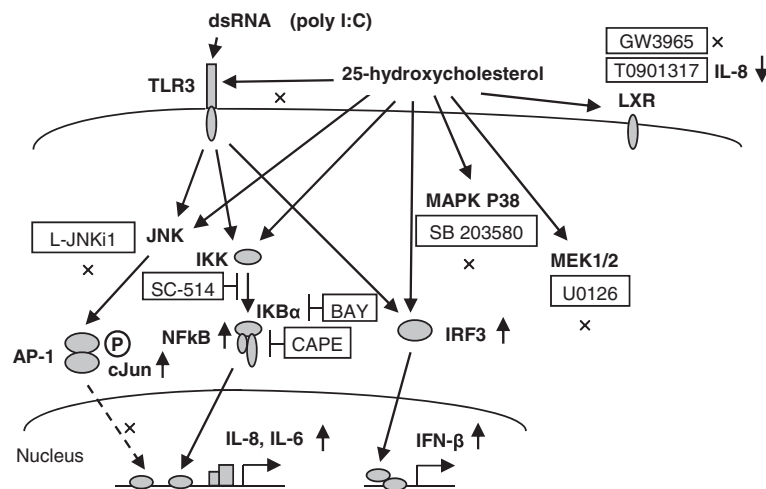 dsRNA (poly I:C)
GW3965 ×
TLR3
25-hydroxycholesterol
T0901317 IL-8
×
LXR
MAPK P38
L-JNKi1
JNK
SB 203580
IKK
×
×
MEK1/2
SC-514
U0126
IKBα
BAY
×
NFkB
IRF3
P
CAPE
AP-1
cJun
×
IL-8, IL-6
IFN-β
Nucleus